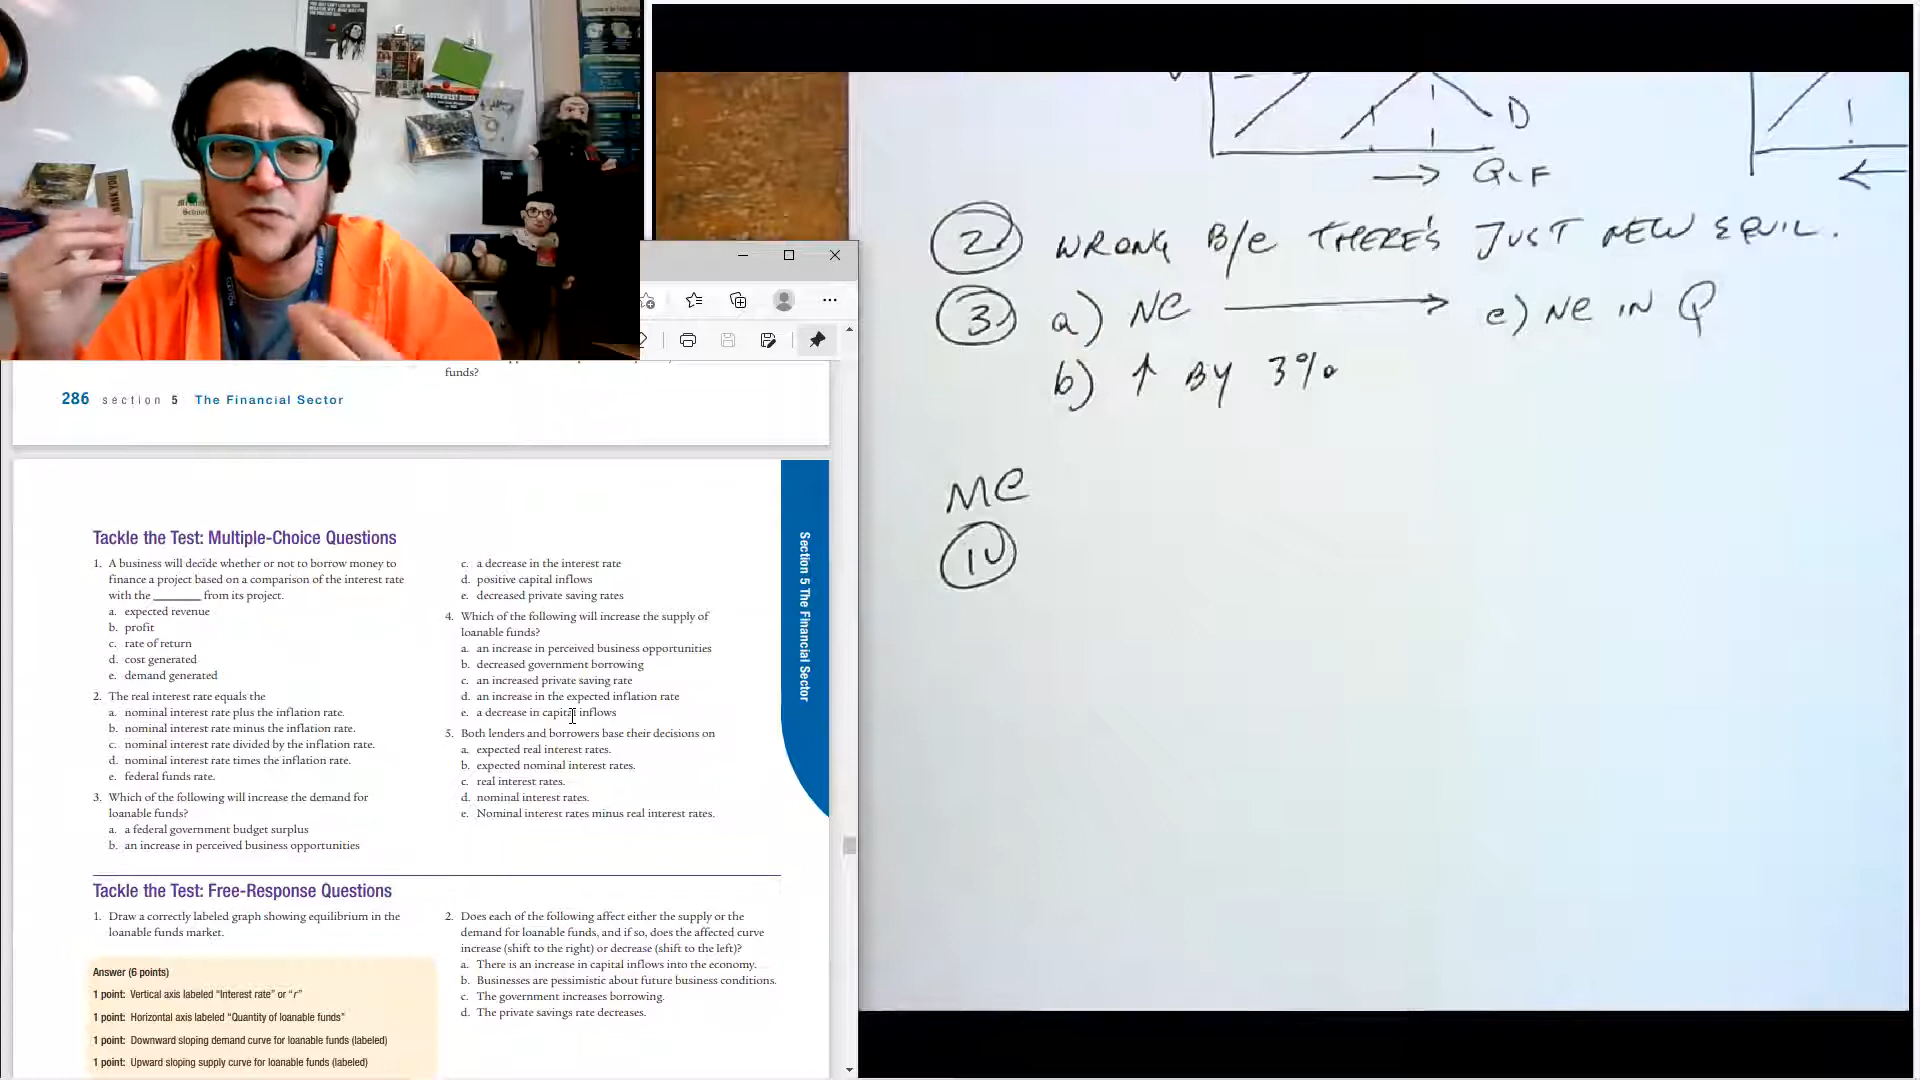 funds?
286 section 5 The Financial Sector
Tackle the Test: Multiple-Choice Questions
1. A business will decide whether or not to borrow money to
finance a project based on a comparison of the interest rate
with the ________ from its project.
a. expected revenue
b. profit
c. rate of return
d. cost generated
e. demand generated
2. The real interest rate equals the
a. nominal interest rate plus the inflation rate.
b. nominal interest rate minus the inflation rate.
c. nominal interest rate divided by the inflation rate.
d. nominal interest rate times the inflation rate.
e. federal funds rate.
3. Which of the following will increase the demand for
loanable funds?
a. a federal government budget surplus
b. an increase in perceived business opportunities
c. a decrease in the interest rate
d. positive capital inflows
e. decreased private saving rates
4. Which of the following will increase the supply of
loanable funds?
a. an increase in perceived business opportunities
b. decreased government borrowing
c. an increased private saving rate
d. an increase in the expected inflation rate
e. a decrease in capital inflows
5. Both lenders and borrowers base their decisions on
a. expected real interest rates.
b. expected nominal interest rates.
c. real interest rates.
d. nominal interest rates.
e. Nominal interest rates minus real interest rates.
Section 5 The Financial Sector
Tackle the Test: Free-Response Questions
1. Draw a correctly labeled graph showing equilibrium in the
loanable funds market.
Answer (6 points)
1 point: Vertical axis labeled “Interest rate” or “r”
1 point: Horizontal axis labeled “Quantity of loanable funds”
1 point: Downward sloping demand curve for loanable funds (labeled)
1 point: Upward sloping supply curve for loanable funds (labeled)
2. Does each of the following affect either the supply or the
demand for loanable funds, and if so, does the affected curve
increase (shift to the right) or decrease (shift to the left)?
a. There is an increase in capital inflows into the economy.
b. Businesses are pessimistic about future business conditions.
c. The government increases borrowing.
d. The private savings rate decreases.
D
→ QLF
←
2 WRONG B/C THERE'S JUST NEW EQUIL.
3 a) NC → c) NC IN Q
b) ↑ BY 3%
MC